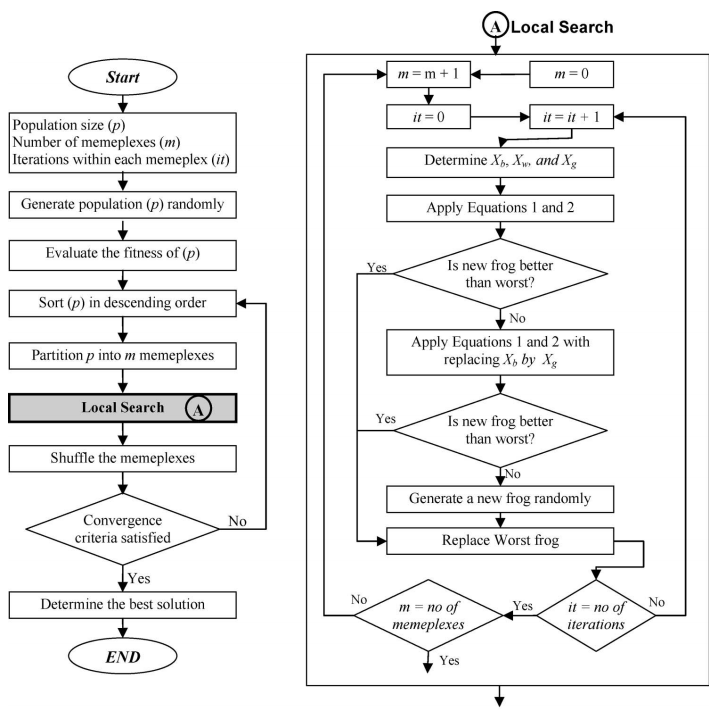 Start
Population size (p)
Number of memeplexes (m)
Iterations within each memeplex (it)
Generate population (p) randomly
Evaluate the fitness of (p)
Sort (p) in descending order
Partition p into m memeplexes
Local Search A
Shuffle the memeplexes
Convergence
criteria satisfied
No
Yes
Determine the best solution
END
A Local Search
m = m + 1
m = 0
it = 0
it = it + 1
Determine Xb, Xw, and Xg
Apply Equations 1 and 2
Yes
Is new frog better
than worst?
No
Apply Equations 1 and 2 with
replacing Xb by Xg
Yes
Is new frog better
than worst?
No
Generate a new frog randomly
Replace Worst frog
No
m = no of
memeplexes
Yes
it = no of
iterations
No
Yes